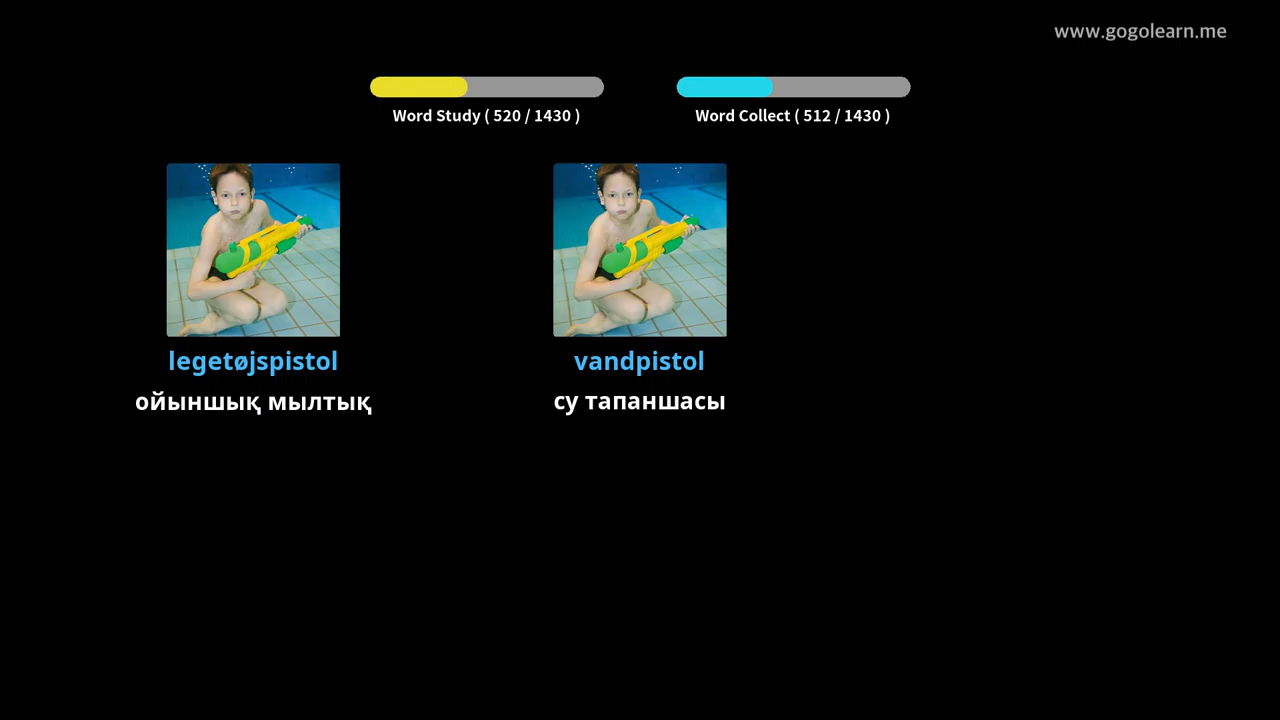 www.gogolearn.me
Word Study ( 520 / 1430 )
Word Collect ( 512 / 1430 )
legetøjspistol
vandpistol
ойыншық мылтық
су тапаншасы